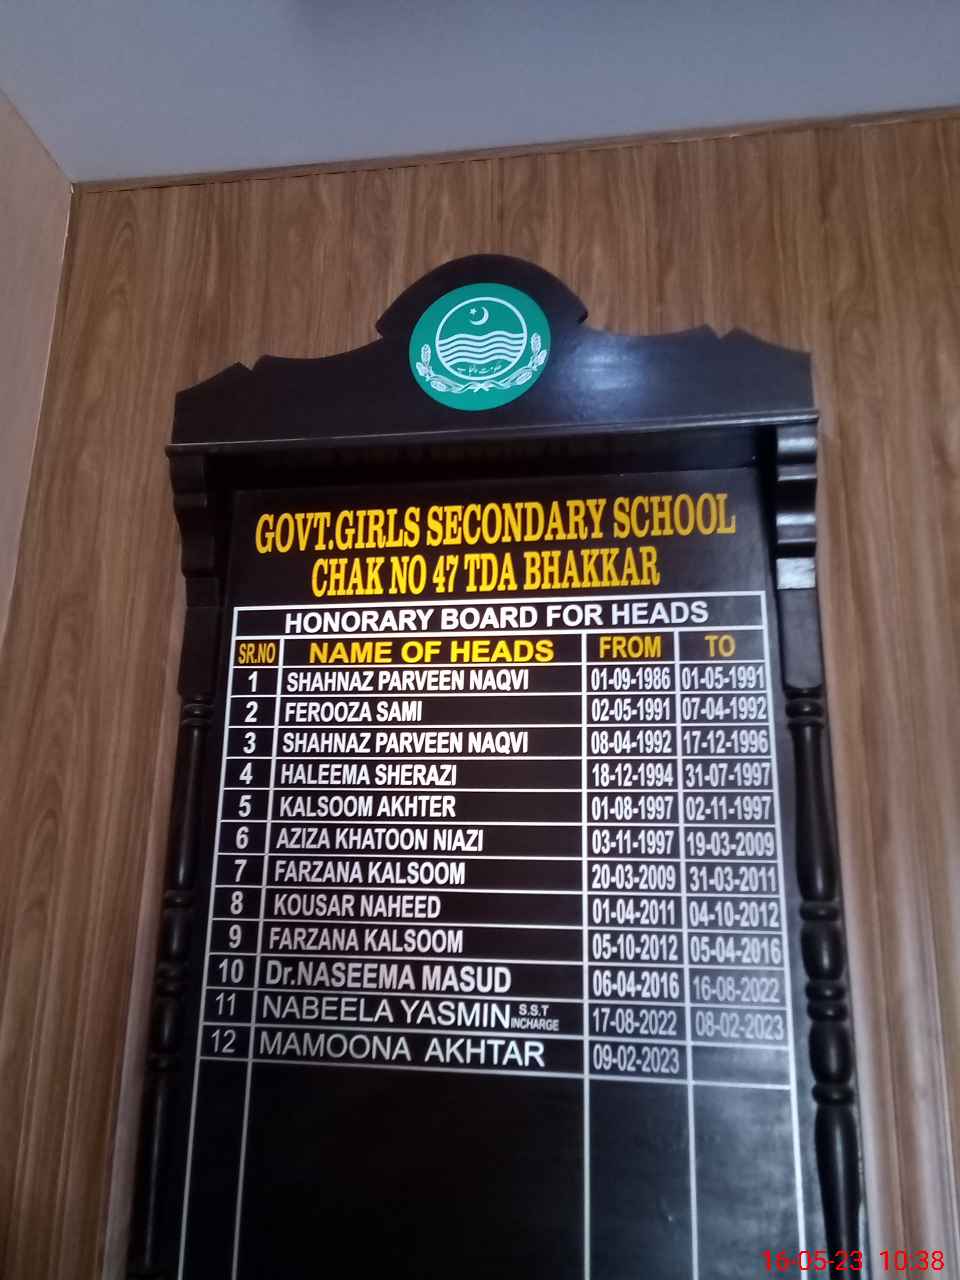 حکومت پنجاب
GOVT.GIRLS SECONDARY SCHOOL
CHAK NO 47 TDA BHAKKAR
HONORARY BOARD FOR HEADS
SR.NO NAME OF HEADS FROM TO
1 SHAHNAZ PARVEEN NAQVI 01-09-1986 01-05-1991
2 FEROOZA SAMI 02-05-1991 07-04-1992
3 SHAHNAZ PARVEEN NAQVI 08-04-1992 17-12-1996
4 HALEEMA SHERAZI 18-12-1994 31-07-1997
5 KALSOOM AKHTER 01-08-1997 02-11-1997
6 AZIZA KHATOON NIAZI 03-11-1997 19-03-2009
7 FARZANA KALSOOM 20-03-2009 31-03-2011
8 KOUSAR NAHEED 01-04-2011 04-10-2012
9 FARZANA KALSOOM 05-10-2012 05-04-2016
10 Dr.NASEEMA MASUD 06-04-2016 16-08-2022
11 NABEELA YASMIN S.S.T INCHARGE 17-08-2022 08-02-2023
12 MAMOONA AKHTAR 09-02-2023
16-05-23 10:38